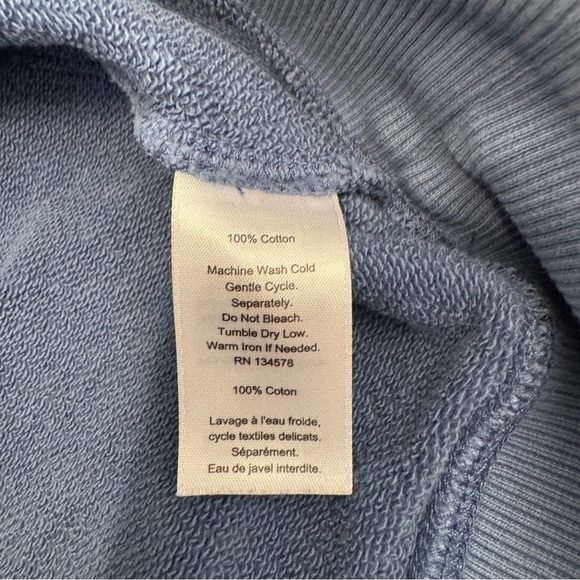 100% Cotton
Machine Wash Cold
Gentle Cycle.
Separately.
Do Not Bleach.
Tumble Dry Low.
Warm Iron If Needed.
RN 134578
100% Coton
Lavage à l'eau froide,
cycle textiles delicats.
Séparément.
Eau de javel interdite.